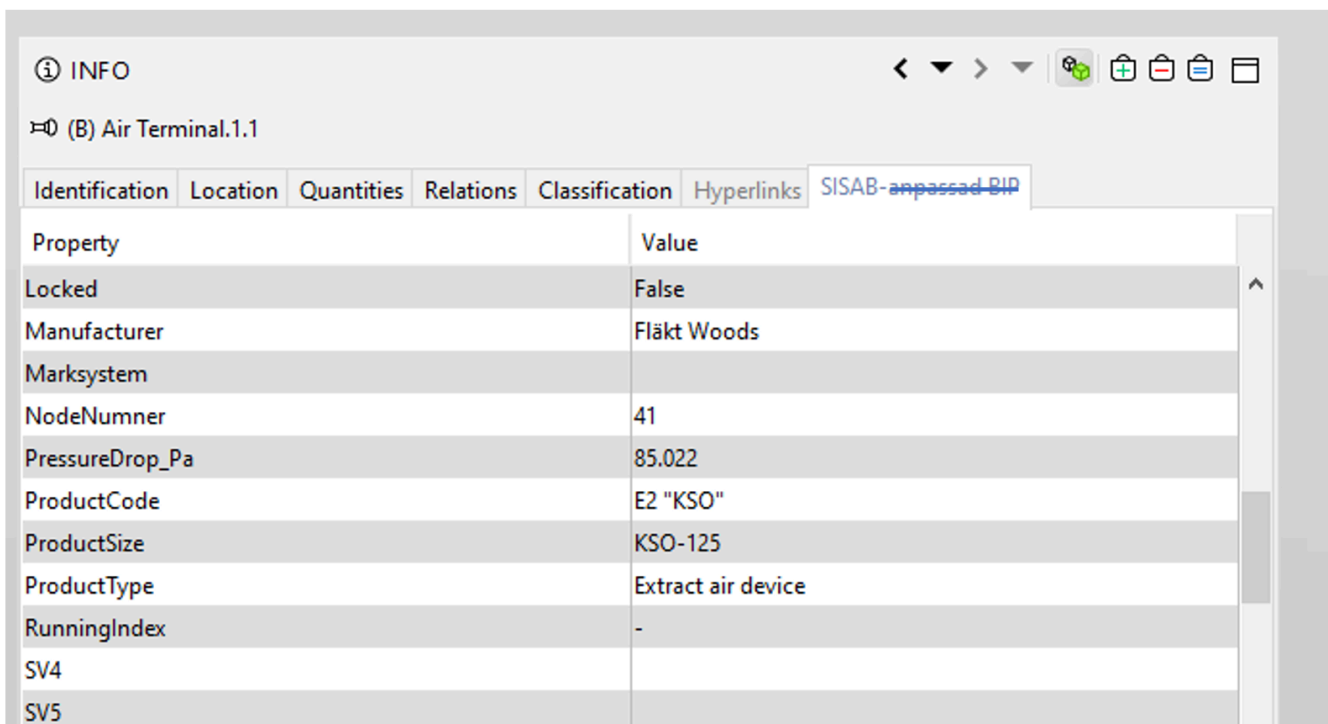 INFO
(B) Air Terminal.1.1
Identification Location Quantities Relations Classification Hyperlinks SISAB-anpassad BIP
Property Value
Locked False
Manufacturer Fläkt Woods
Marksystem
NodeNumner 41
PressureDrop_Pa 85.022
ProductCode E2 "KSO"
ProductSize KSO-125
ProductType Extract air device
RunningIndex -
SV4
SV5